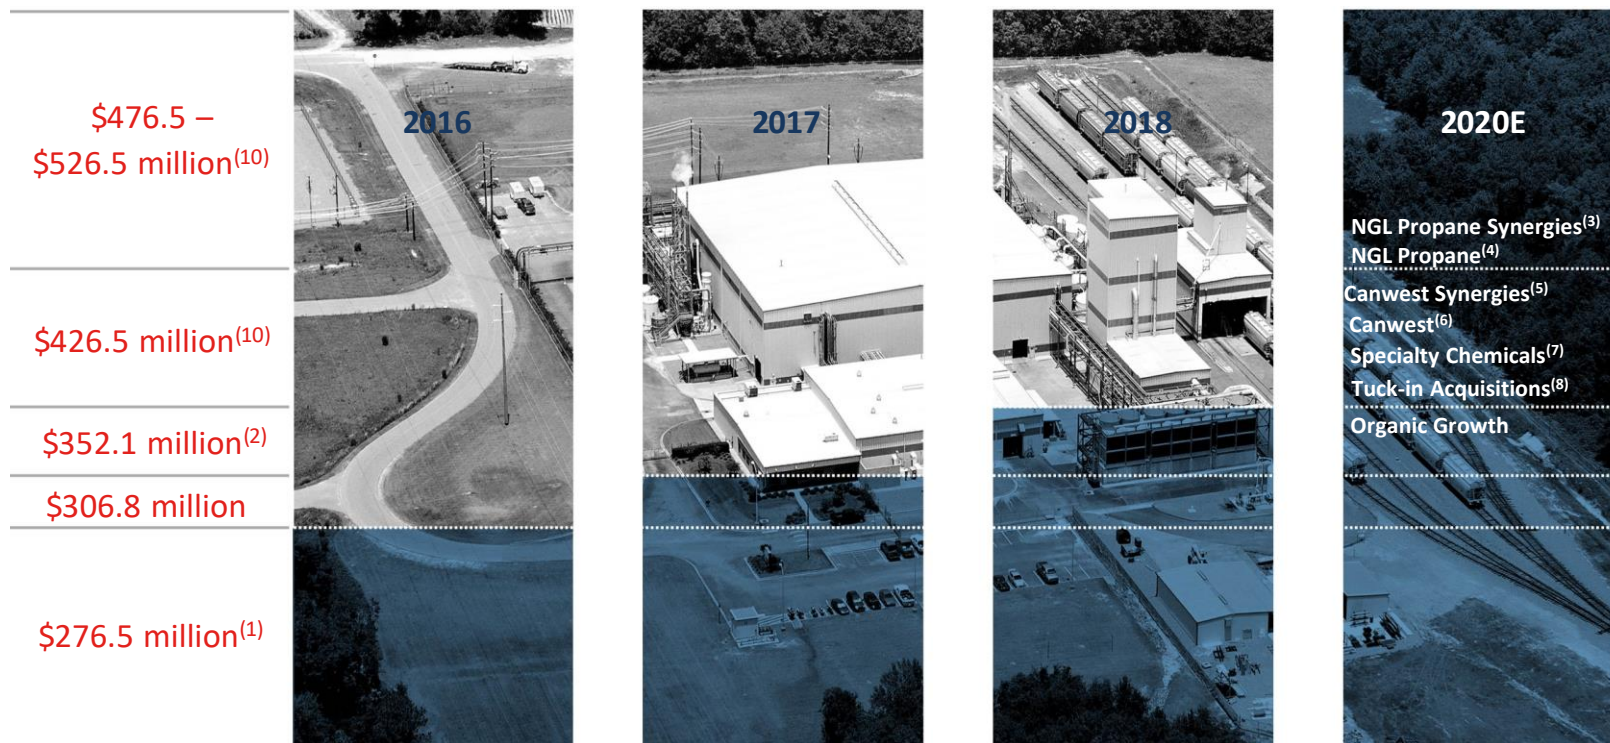 2016
2017
2018
2020E
$476.5 –
$526.5 million(10)
NGL Propane Synergies(3)
NGL Propane(4)
$426.5 million(10)
Canwest Synergies(5)
Canwest(6)
Specialty Chemicals(7)
Tuck-in Acquisitions(8)
$352.1 million(2)
Organic Growth
$306.8 million
$276.5 million(1)